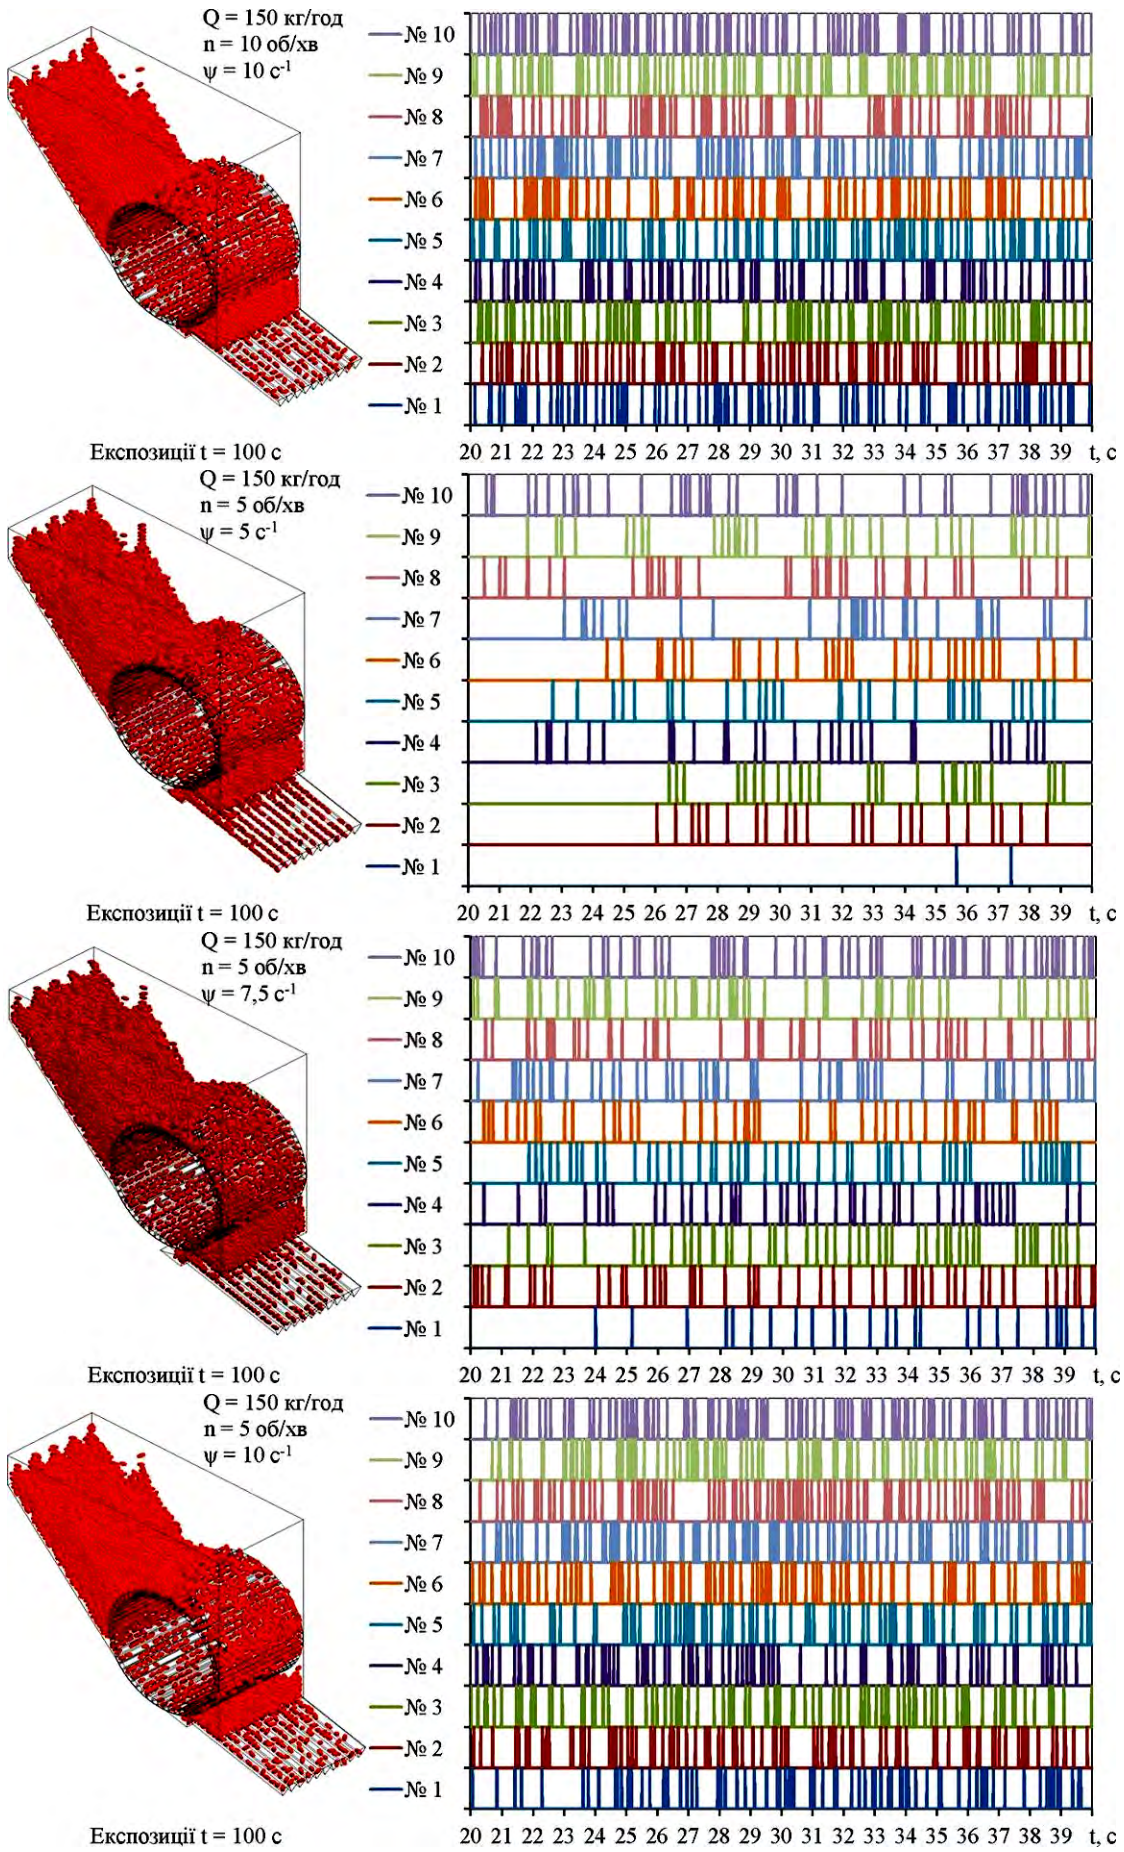 Q = 150 кг/год
n = 10 об/хв
ψ = 10 с⁻¹
№ 10
№ 9
№ 8
№ 7
№ 6
№ 5
№ 4
№ 3
№ 2
№ 1
20 21 22 23 24 25 26 27 28 29 30 31 32 33 34 35 36 37 38 39 t, с
Експозиції t = 100 с
Q = 150 кг/год
n = 5 об/хв
ψ = 5 с⁻¹
№ 10
№ 9
№ 8
№ 7
№ 6
№ 5
№ 4
№ 3
№ 2
№ 1
20 21 22 23 24 25 26 27 28 29 30 31 32 33 34 35 36 37 38 39 t, с
Експозиції t = 100 с
Q = 150 кг/год
n = 5 об/хв
ψ = 7,5 с⁻¹
№ 10
№ 9
№ 8
№ 7
№ 6
№ 5
№ 4
№ 3
№ 2
№ 1
20 21 22 23 24 25 26 27 28 29 30 31 32 33 34 35 36 37 38 39 t, с
Експозиції t = 100 с
Q = 150 кг/год
n = 5 об/хв
ψ = 10 с⁻¹
№ 10
№ 9
№ 8
№ 7
№ 6
№ 5
№ 4
№ 3
№ 2
№ 1
20 21 22 23 24 25 26 27 28 29 30 31 32 33 34 35 36 37 38 39 t, с
Експозиції t = 100 с